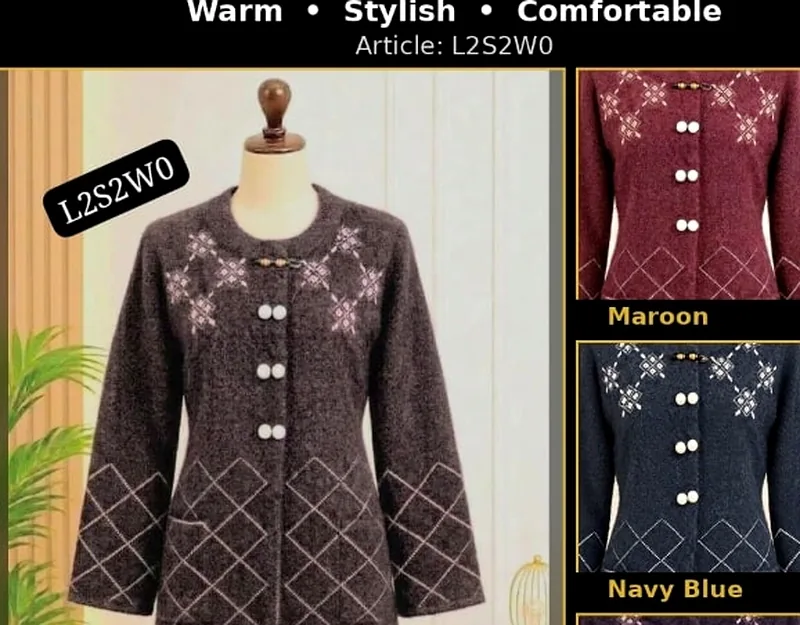 Warm • Stylish • Comfortable
Article: L2S2W0
L2S2W0
Maroon
Navy Blue